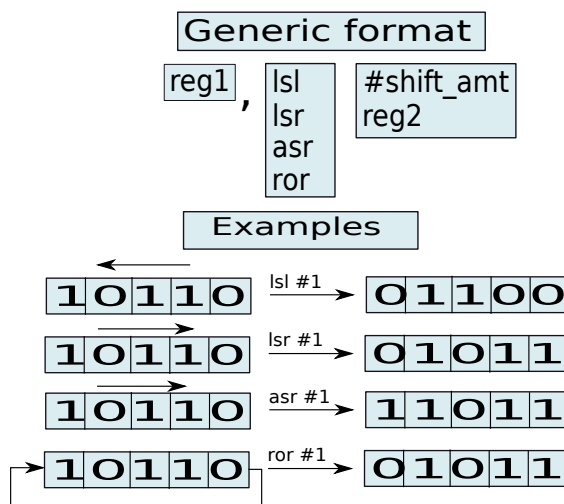 Generic format
reg1 , lsl #shift_amt
lsr reg2
asr
ror
Examples
10110 lsl #1 01100
10110 lsr #1 01011
10110 asr #1 11011
10110 ror #1 01011